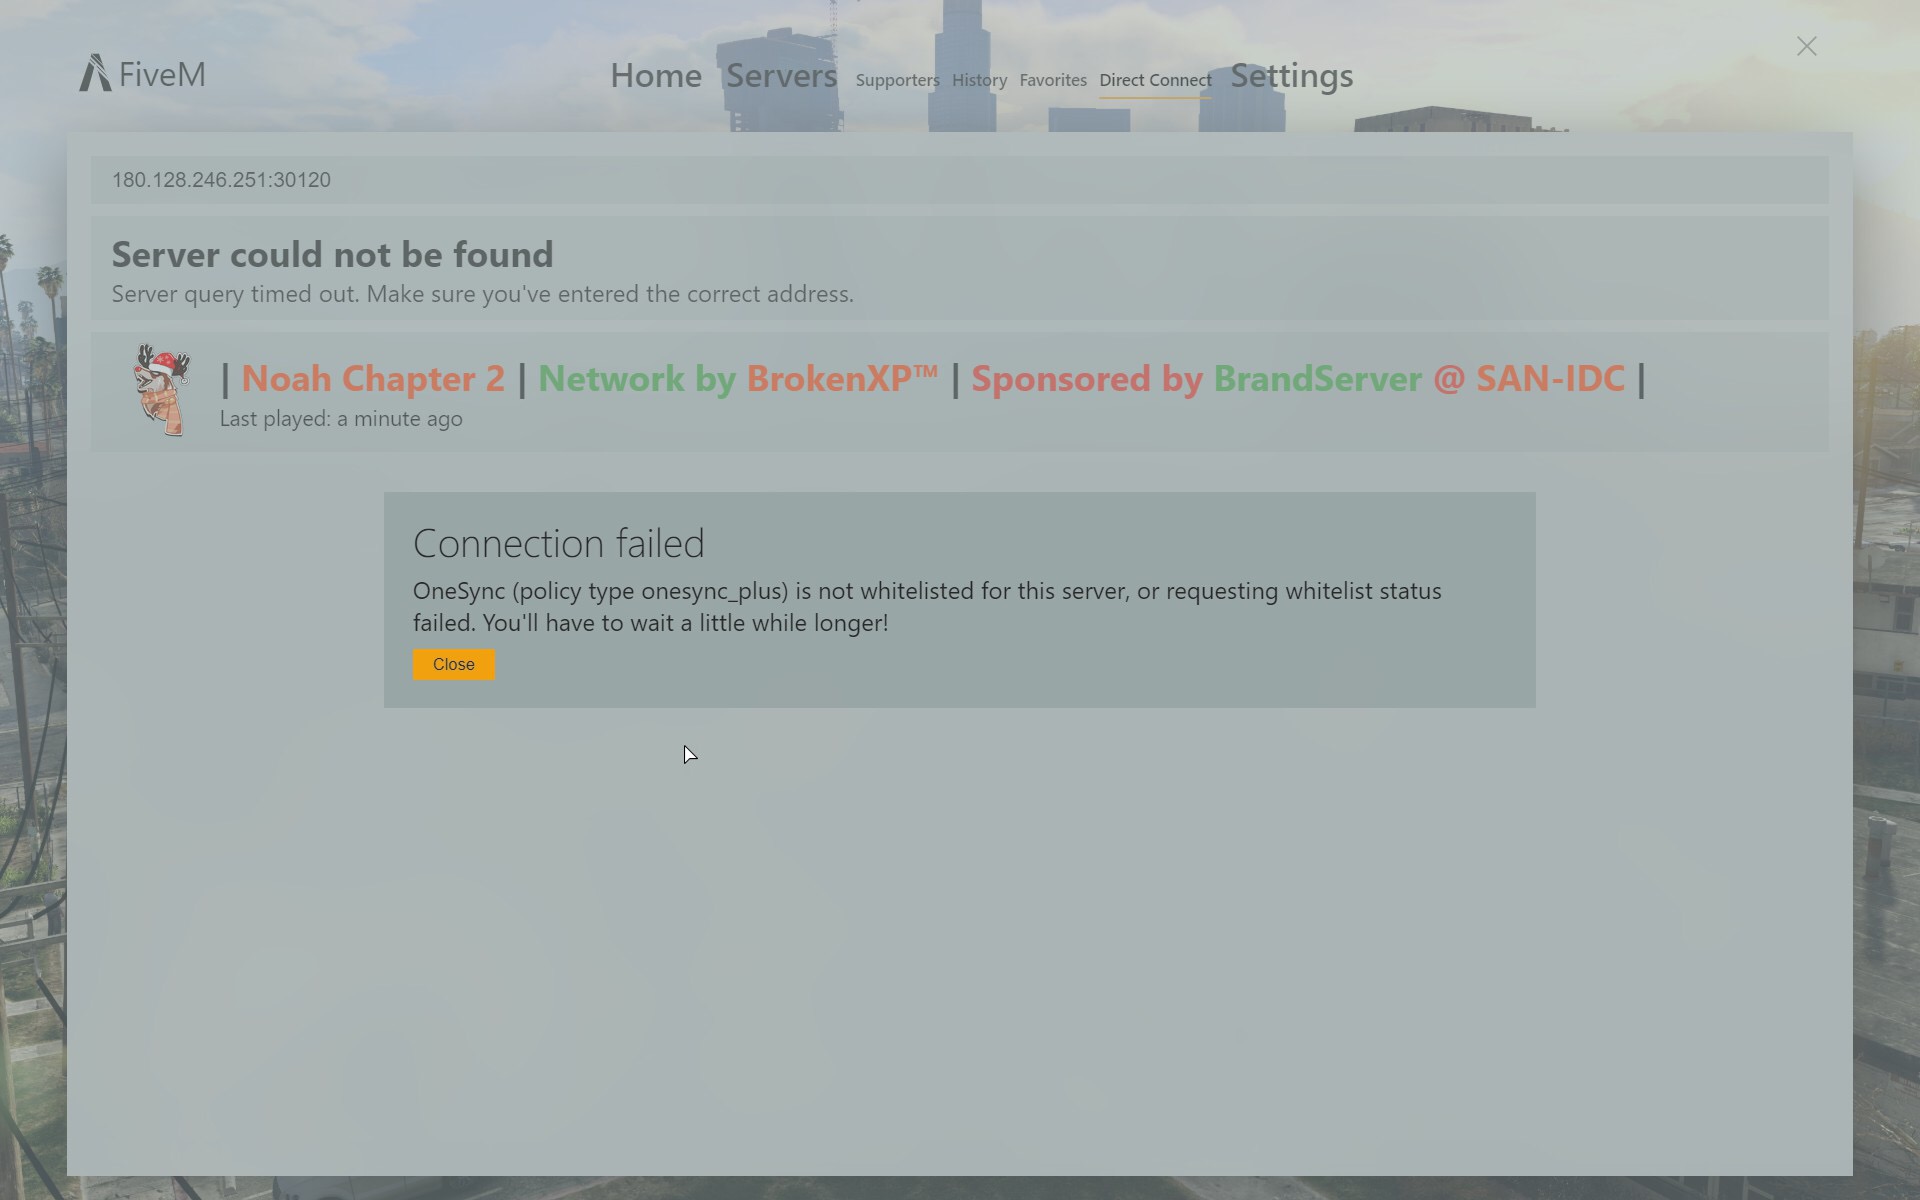 FiveM
Home Servers Supporters History Favorites Direct Connect Settings
180.128.246.251:30120
Server could not be found
Server query timed out. Make sure you've entered the correct address.
| Noah Chapter 2 | Network by BrokenXP™ | Sponsored by BrandServer @ SAN-IDC |
Last played: a minute ago
Connection failed
OneSync (policy type onesync_plus) is not whitelisted for this server, or requesting whitelist status
failed. You'll have to wait a little while longer!
Close